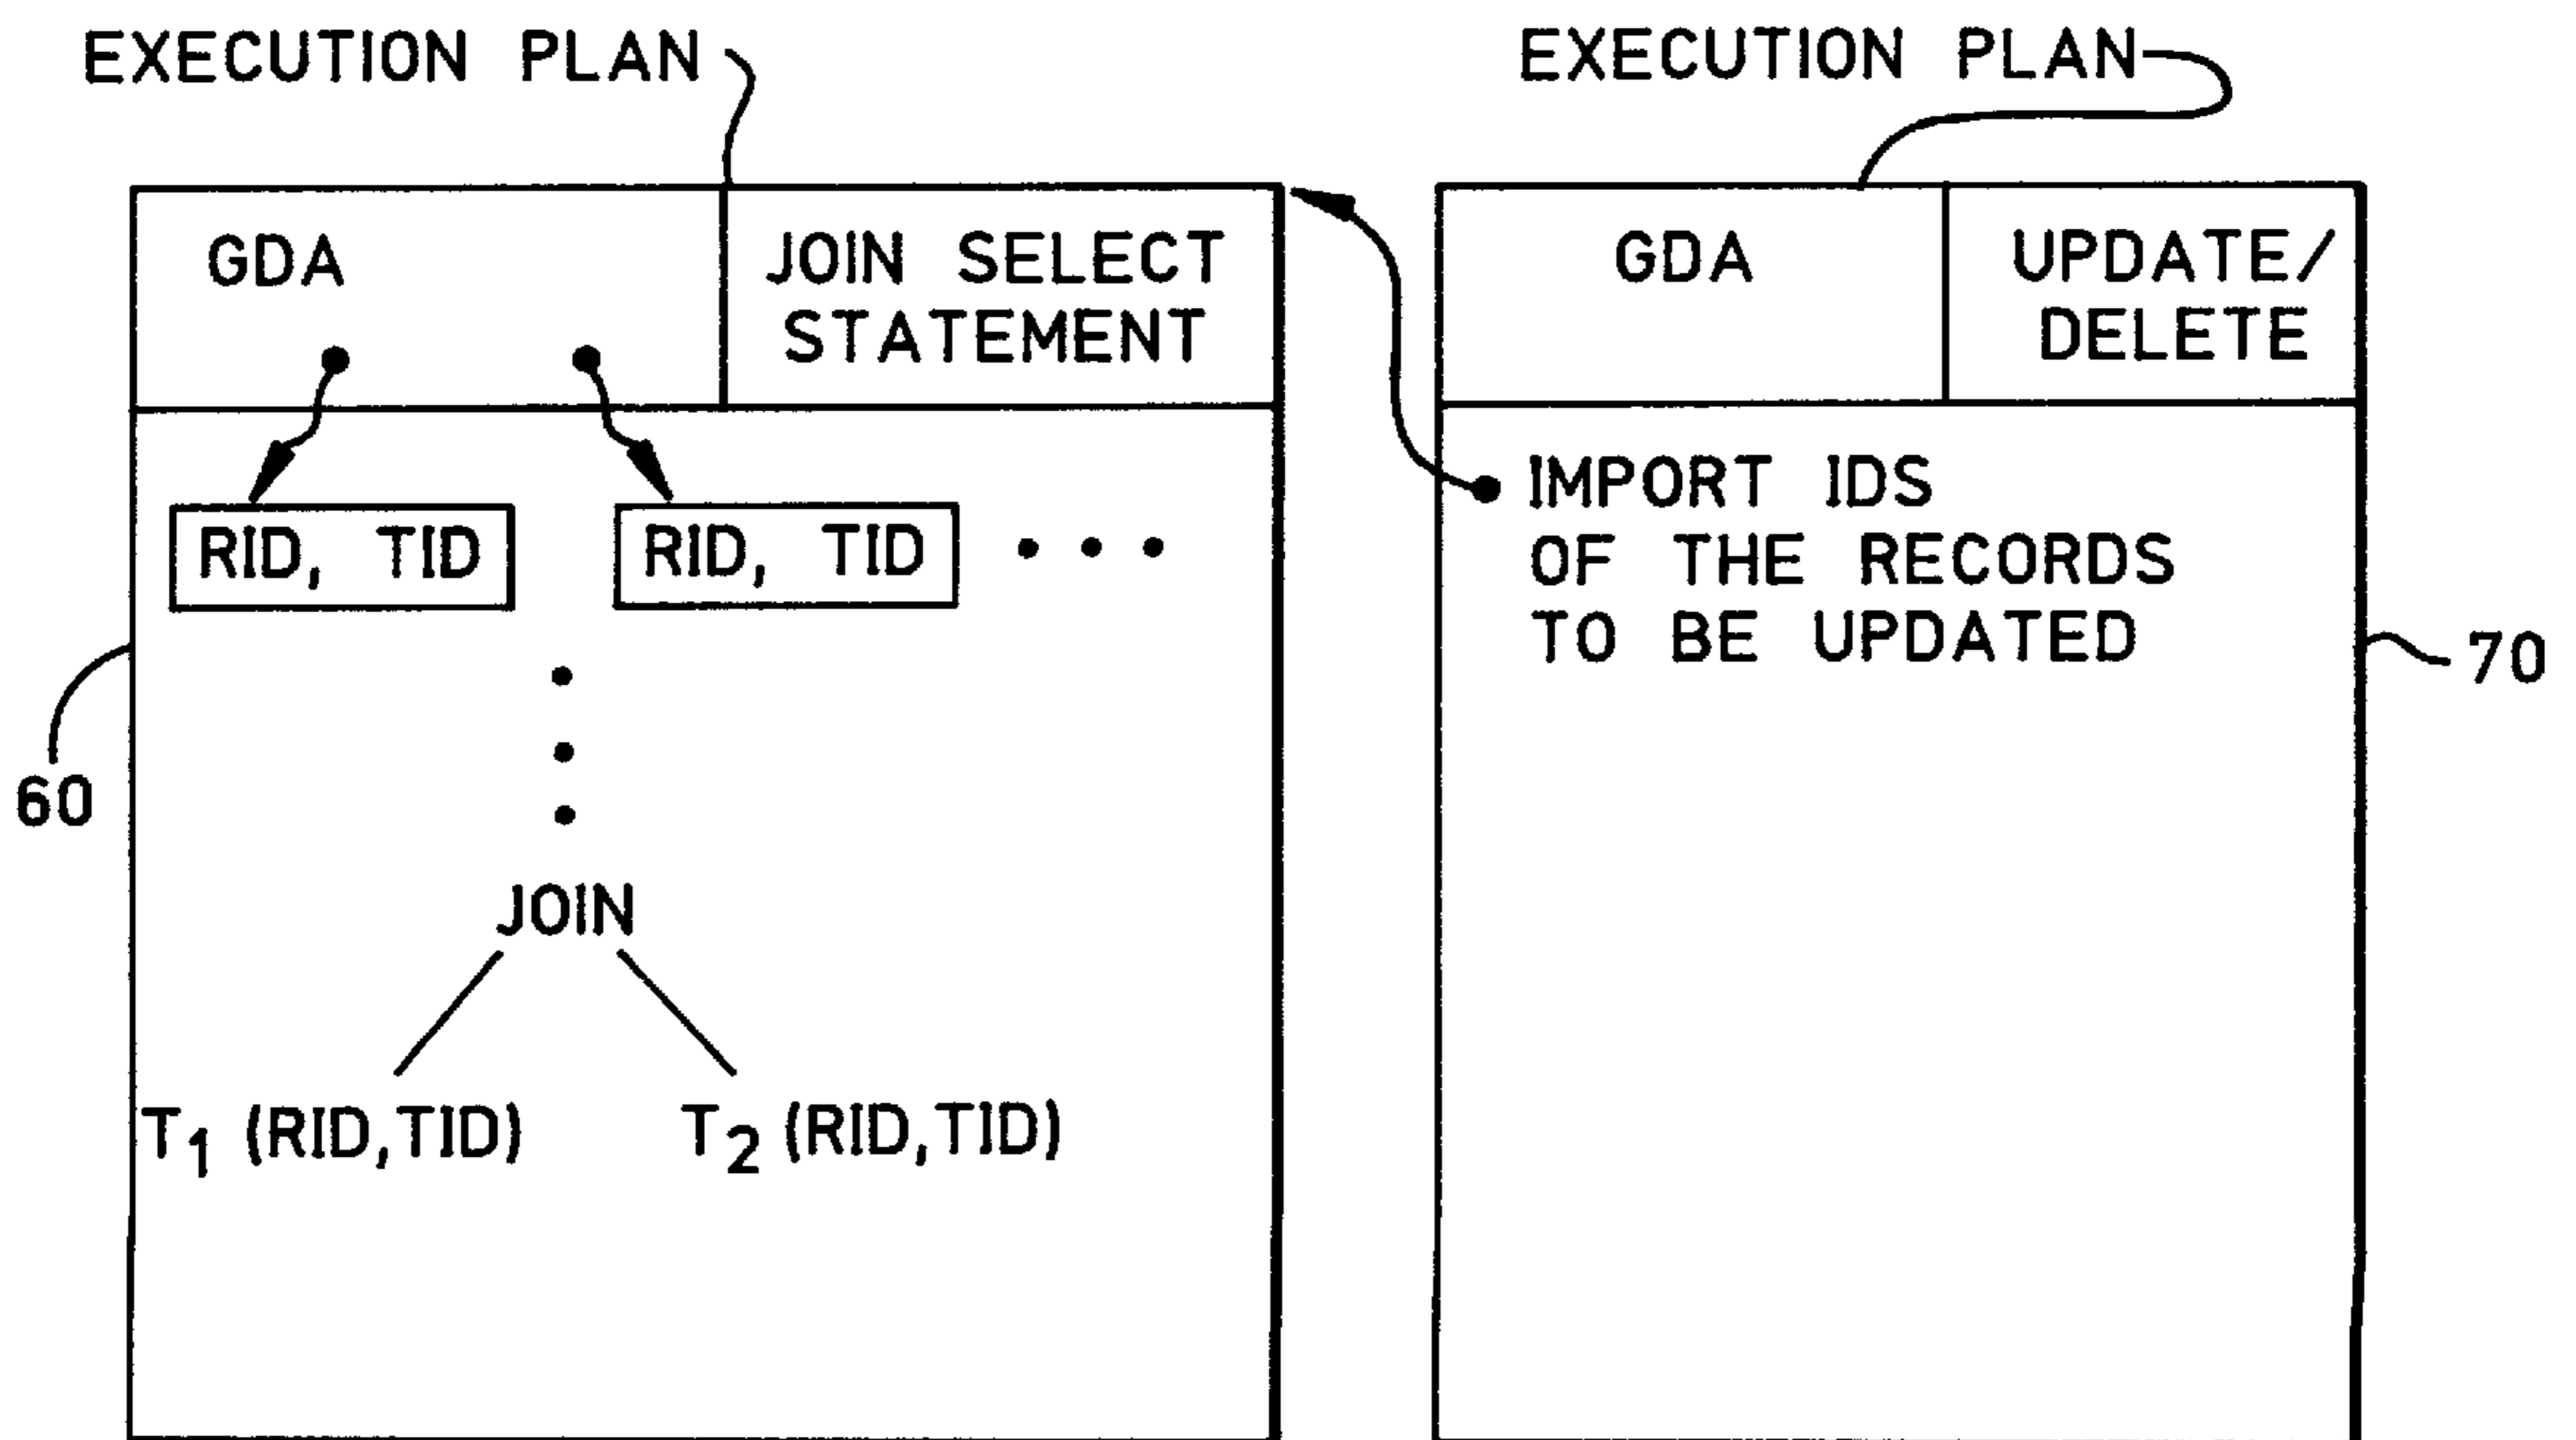 EXECUTION PLAN
GDA
JOIN SELECT
STATEMENT
RID, TID
RID, TID
JOIN
T1 (RID,TID)
T2 (RID,TID)
60
EXECUTION PLAN
GDA
UPDATE/
DELETE
IMPORT IDS
OF THE RECORDS
TO BE UPDATED
70